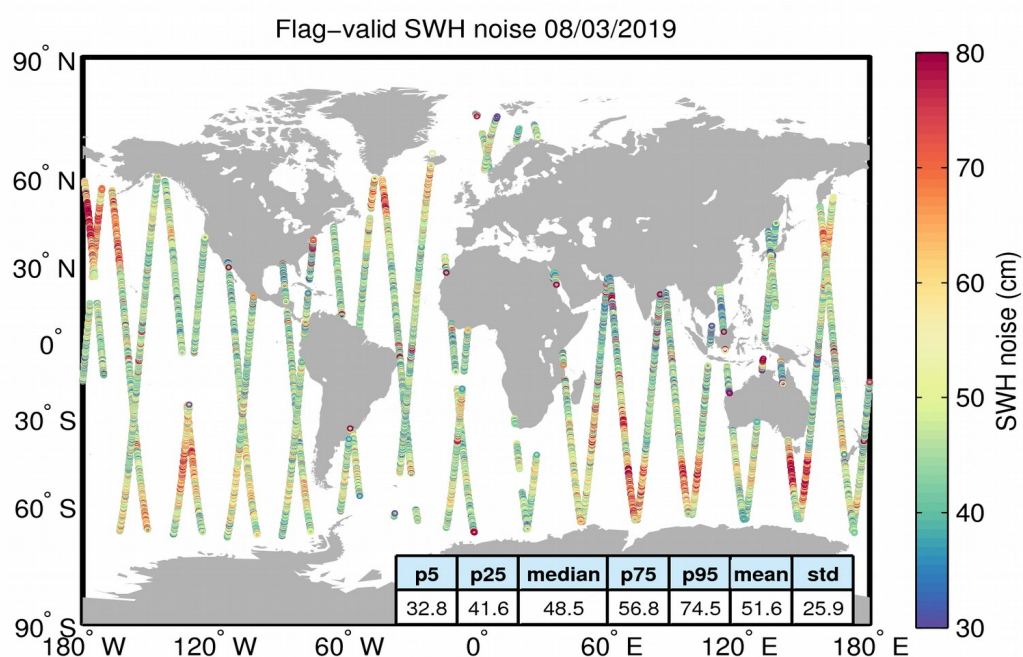 Flag−valid SWH noise 08/03/2019
90° N
60° N
30° N
0°
30° S
60° S
90° S
180° W
120° W
60° W
0°
60° E
120° E
180° E
80
70
60
50
40
30
SWH noise (cm)
p5 p25 median p75 p95 mean std
32.8 41.6 48.5 56.8 74.5 51.6 25.9